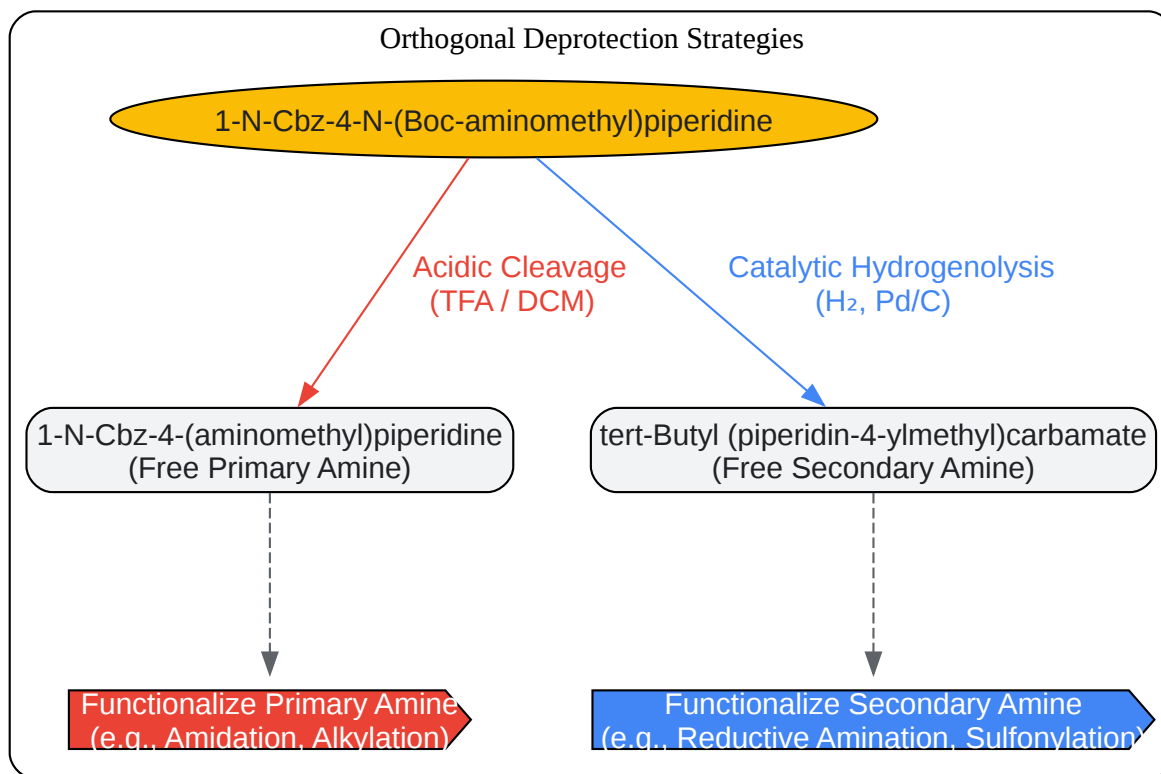 Orthogonal Deprotection Strategies
1-N-Cbz-4-N-(Boc-aminomethyl)piperidine
Acidic Cleavage
(TFA / DCM)
Catalytic Hydrogenolysis
(H₂, Pd/C)
1-N-Cbz-4-(aminomethyl)piperidine
(Free Primary Amine)
tert-Butyl (piperidin-4-ylmethyl)carbamate
(Free Secondary Amine)
Functionalize Primary Amine
(e.g., Amidation, Alkylation)
Functionalize Secondary Amine
(e.g., Reductive Amination, Sulfonylation)